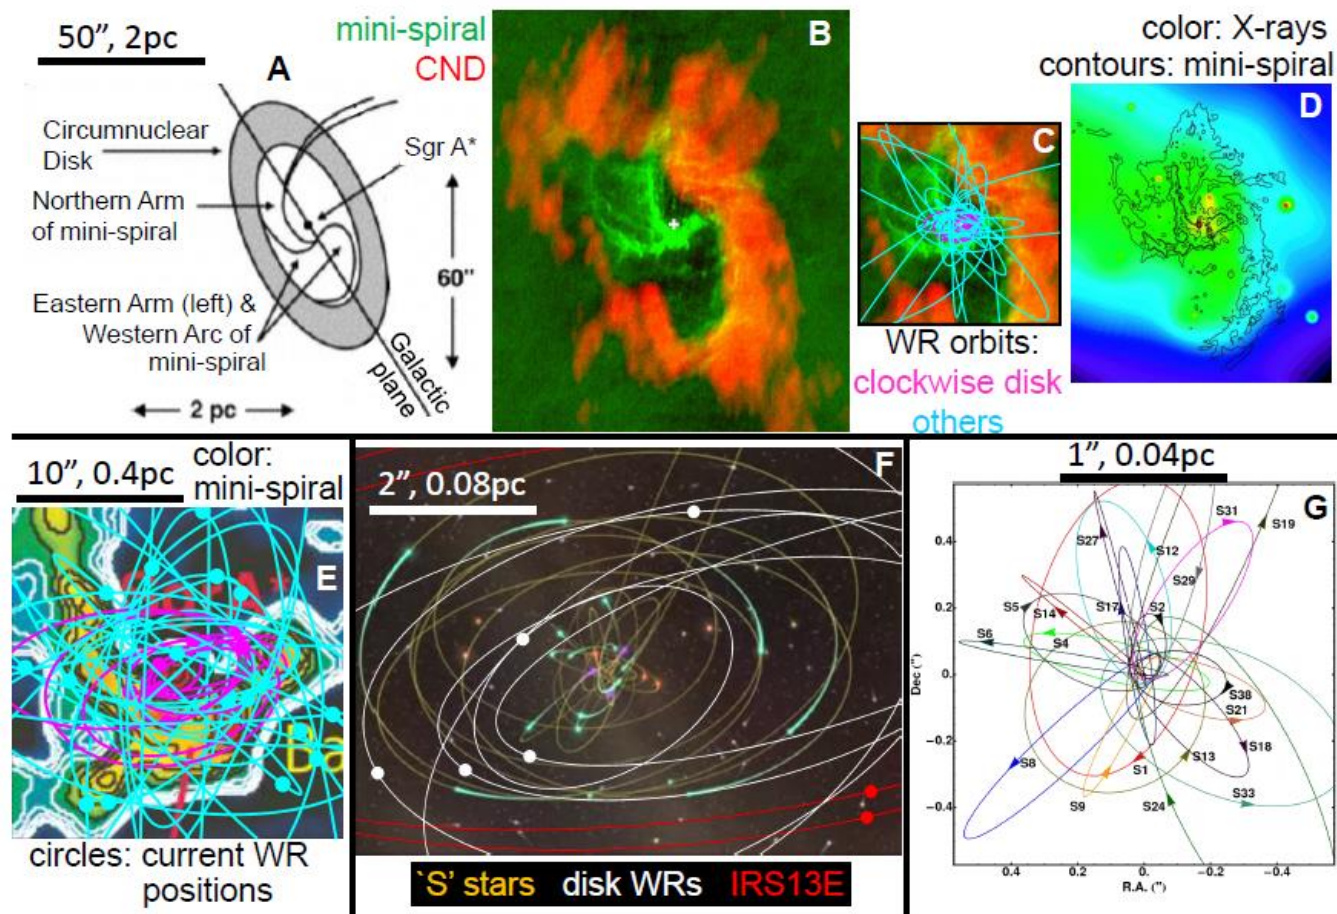 50”, 2pc
A
Circumnuclear
Disk
Sgr A*
Northern Arm
of mini-spiral
60"
Eastern Arm (left) &
Western Arc of
mini-spiral
Galactic
plane
2 pc
mini-spiral
CND
B
C
WR orbits:
clockwise disk
others
color: X-rays
contours: mini-spiral
D
10”, 0.4pc
color:
mini-spiral
E
circles: current WR
positions
F
2”, 0.08pc
`S’ stars
disk WRs
IRS13E
1”, 0.04pc
G
S31
S19
S27
S12
S29
S5
S14
S17
S2
S6
S4
S38
S21
S18
S8
S13
S1
S9
S24
S33
Dec (")
0.4
0.2
0.0
−0.2
−0.4
0.4
0.2
0.0
−0.2
−0.4
R.A. (")